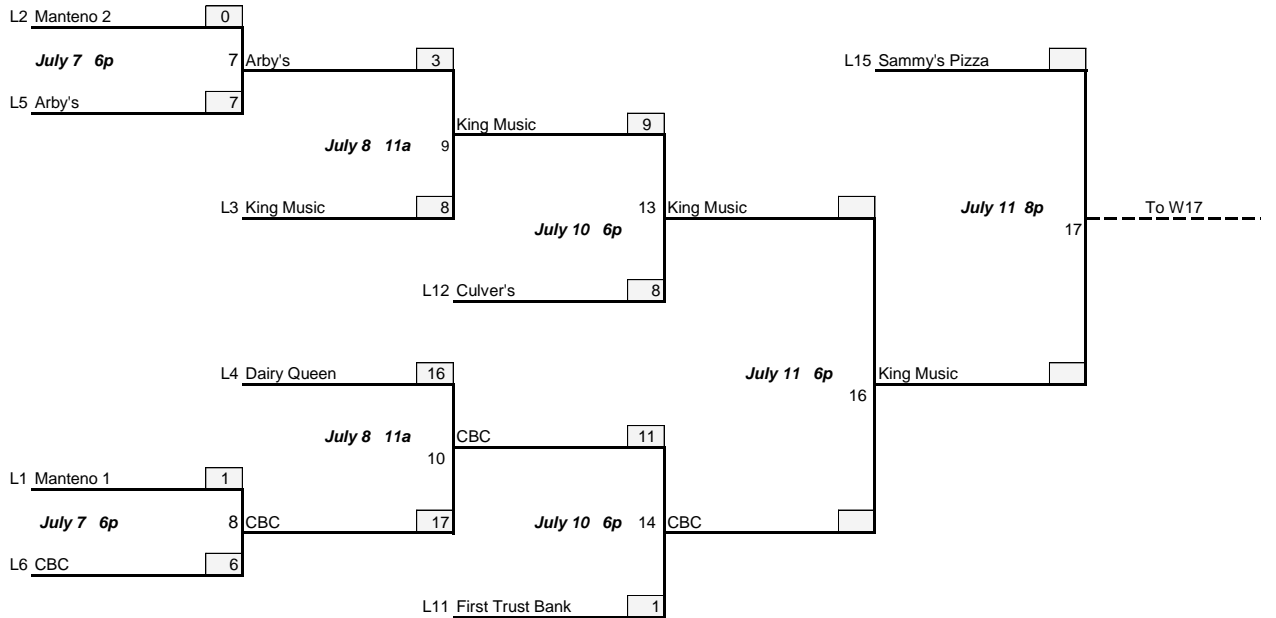 L2 Manteno 2 0
July 7 6p 7 Arby's 3 L15 Sammy's Pizza
L5 Arby's 7
King Music 9
July 8 11a 9
L3 King Music 8 13 King Music July 11 8p To W17
July 10 6p 17
L12 Culver's 8
L4 Dairy Queen 16 July 11 6p King Music
16
July 8 11a CBC 11
10
L1 Manteno 1 1
July 7 6p 8 CBC 17 July 10 6p 14 CBC
L6 CBC 6
L11 First Trust Bank 1